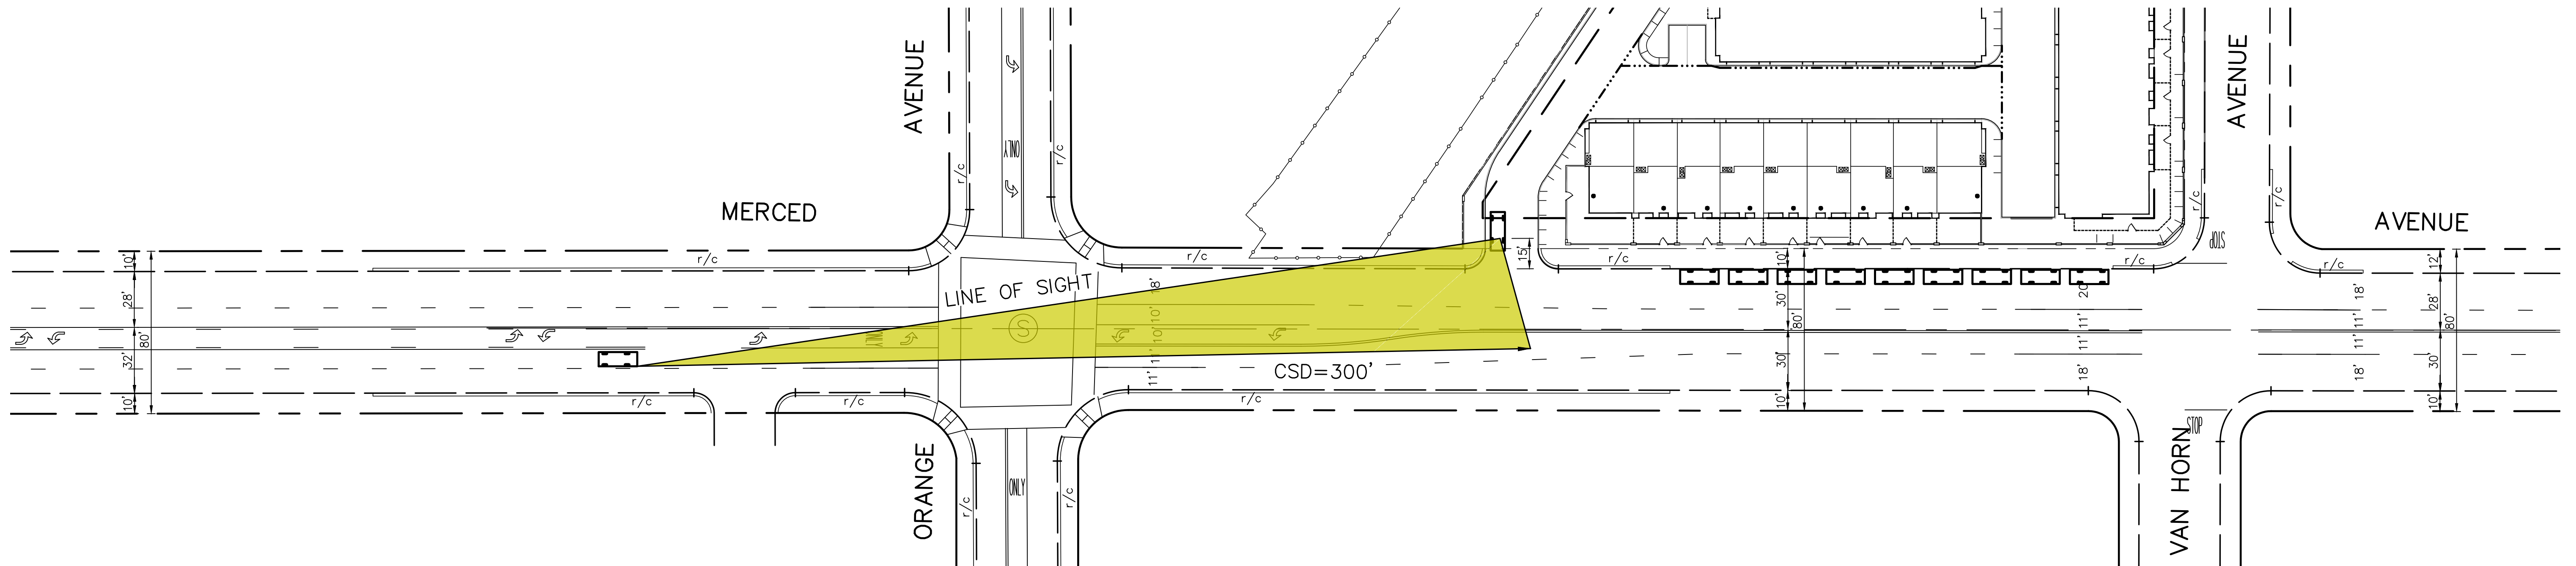 AVENUE
AVENUE
ONLY
r/c
r/c
r/c
r/c
MERCED
AVENUE
STOP
r/c
r/c
r/c
r/c
r/c
10'
28'
80'
32'
10'
15'
10'
30'
80'
30'
10'
20'
11'
11'
18'
18'
11'
11'
18'
12'
28'
80'
30'
10'
LINE OF SIGHT
18'
10'
10'
11'
11'
S
ONLY
CSD=300'
r/c
r/c
r/c
STOP
ORANGE
ONLY
r/c
r/c
VAN HORN